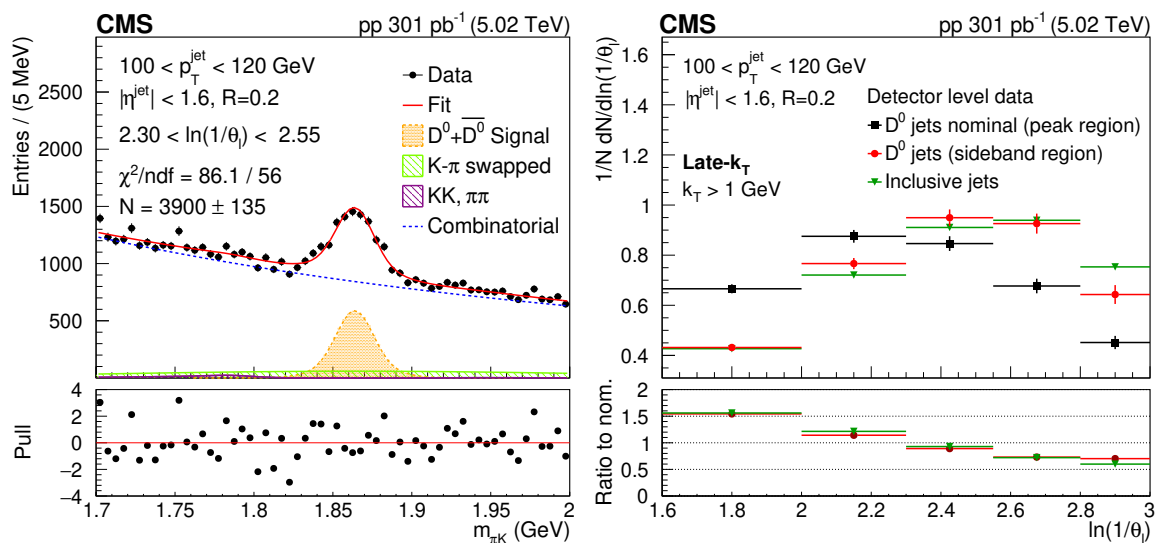 CMS pp 301 pb⁻¹ (5.02 TeV)
Entries / (5 MeV)
2500
2000
1500
1000
500
100 < p_T^jet < 120 GeV
|η^jet| < 1.6, R=0.2
2.30 < ln(1/θ_l) < 2.55
χ²/ndf = 86.1 / 56
N = 3900 ± 135
Data
Fit
D⁰+D̅⁰ Signal
K-π swapped
KK, ππ
Combinatorial
Pull
4
2
0
−2
−4
1.7 1.75 1.8 1.85 1.9 1.95 2
m_πK (GeV)
CMS pp 301 pb⁻¹ (5.02 TeV)
1/N dN/dln(1/θ_l)
1.6
1.4
1.2
1
0.8
0.6
0.4
100 < p_T^jet < 120 GeV
|η^jet| < 1.6, R=0.2
Detector level data
D⁰ jets nominal (peak region)
D⁰ jets (sideband region)
Inclusive jets
Late-k_T
k_T > 1 GeV
Ratio to nom.
2
1.5
1
0.5
0
1.6 1.8 2 2.2 2.4 2.6 2.8 3
ln(1/θ_l)